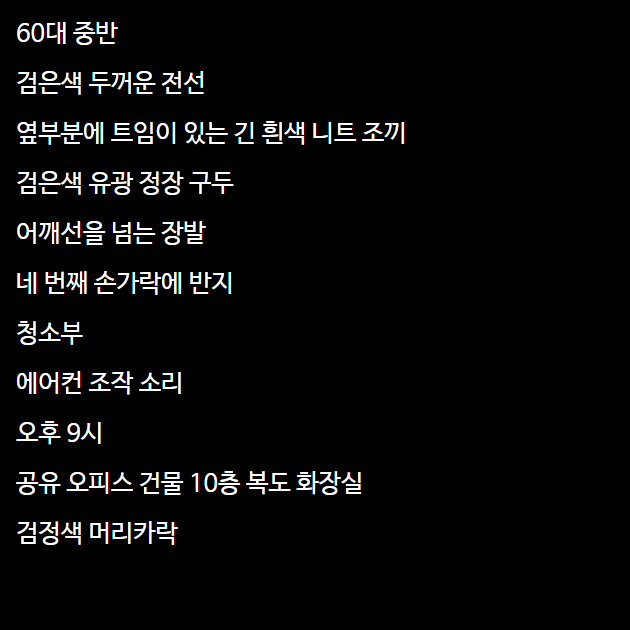 60대 중반
검은색 두꺼운 전선
옆부분에 트임이 있는 긴 흰색 니트 조끼
검은색 유광 정장 구두
어깨선을 넘는 장발
네 번째 손가락에 반지
청소부
에어컨 조작 소리
오후 9시
공유 오피스 건물 10층 복도 화장실
검정색 머리카락